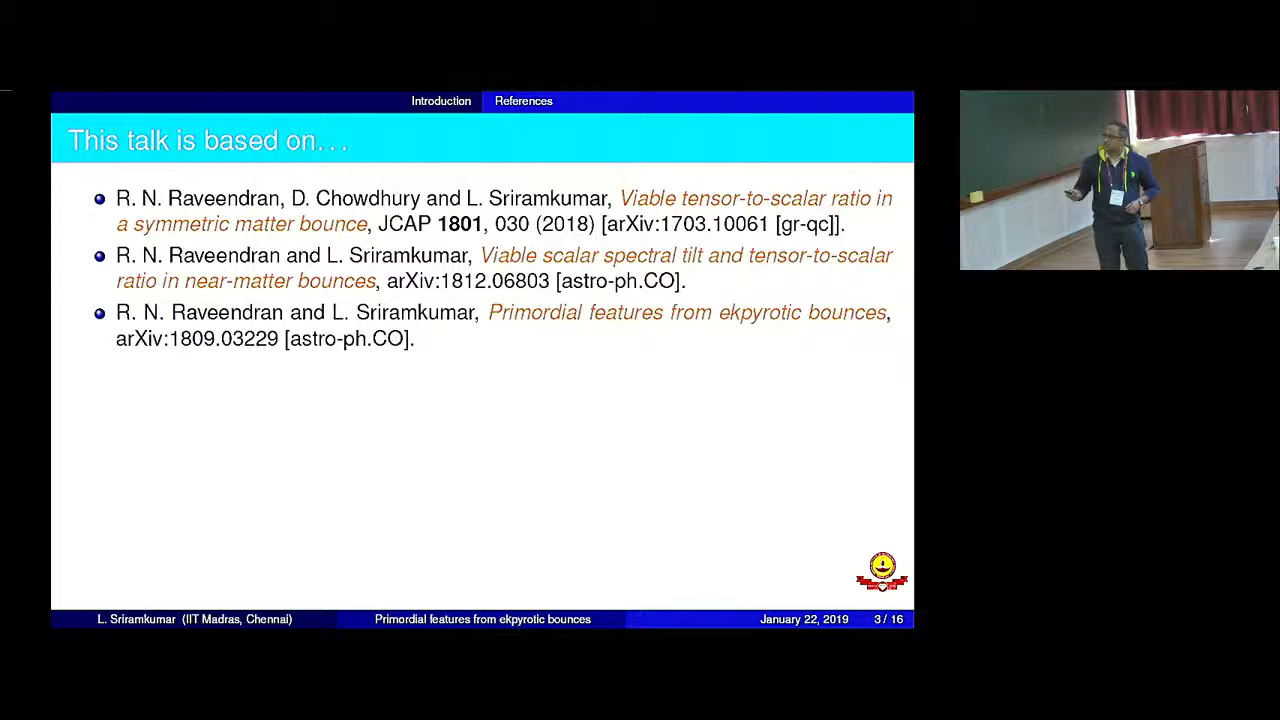 Introduction References
This talk is based on...
R. N. Raveendran, D. Chowdhury and L. Sriramkumar, Viable tensor-to-scalar ratio in
a symmetric matter bounce, JCAP 1801, 030 (2018) [arXiv:1703.10061 [gr-qc]].
R. N. Raveendran and L. Sriramkumar, Viable scalar spectral tilt and tensor-to-scalar
ratio in near-matter bounces, arXiv:1812.06803 [astro-ph.CO].
R. N. Raveendran and L. Sriramkumar, Primordial features from ekpyrotic bounces,
arXiv:1809.03229 [astro-ph.CO].
L. Sriramkumar (IIT Madras, Chennai) Primordial features from ekpyrotic bounces January 22, 2019 3 / 16